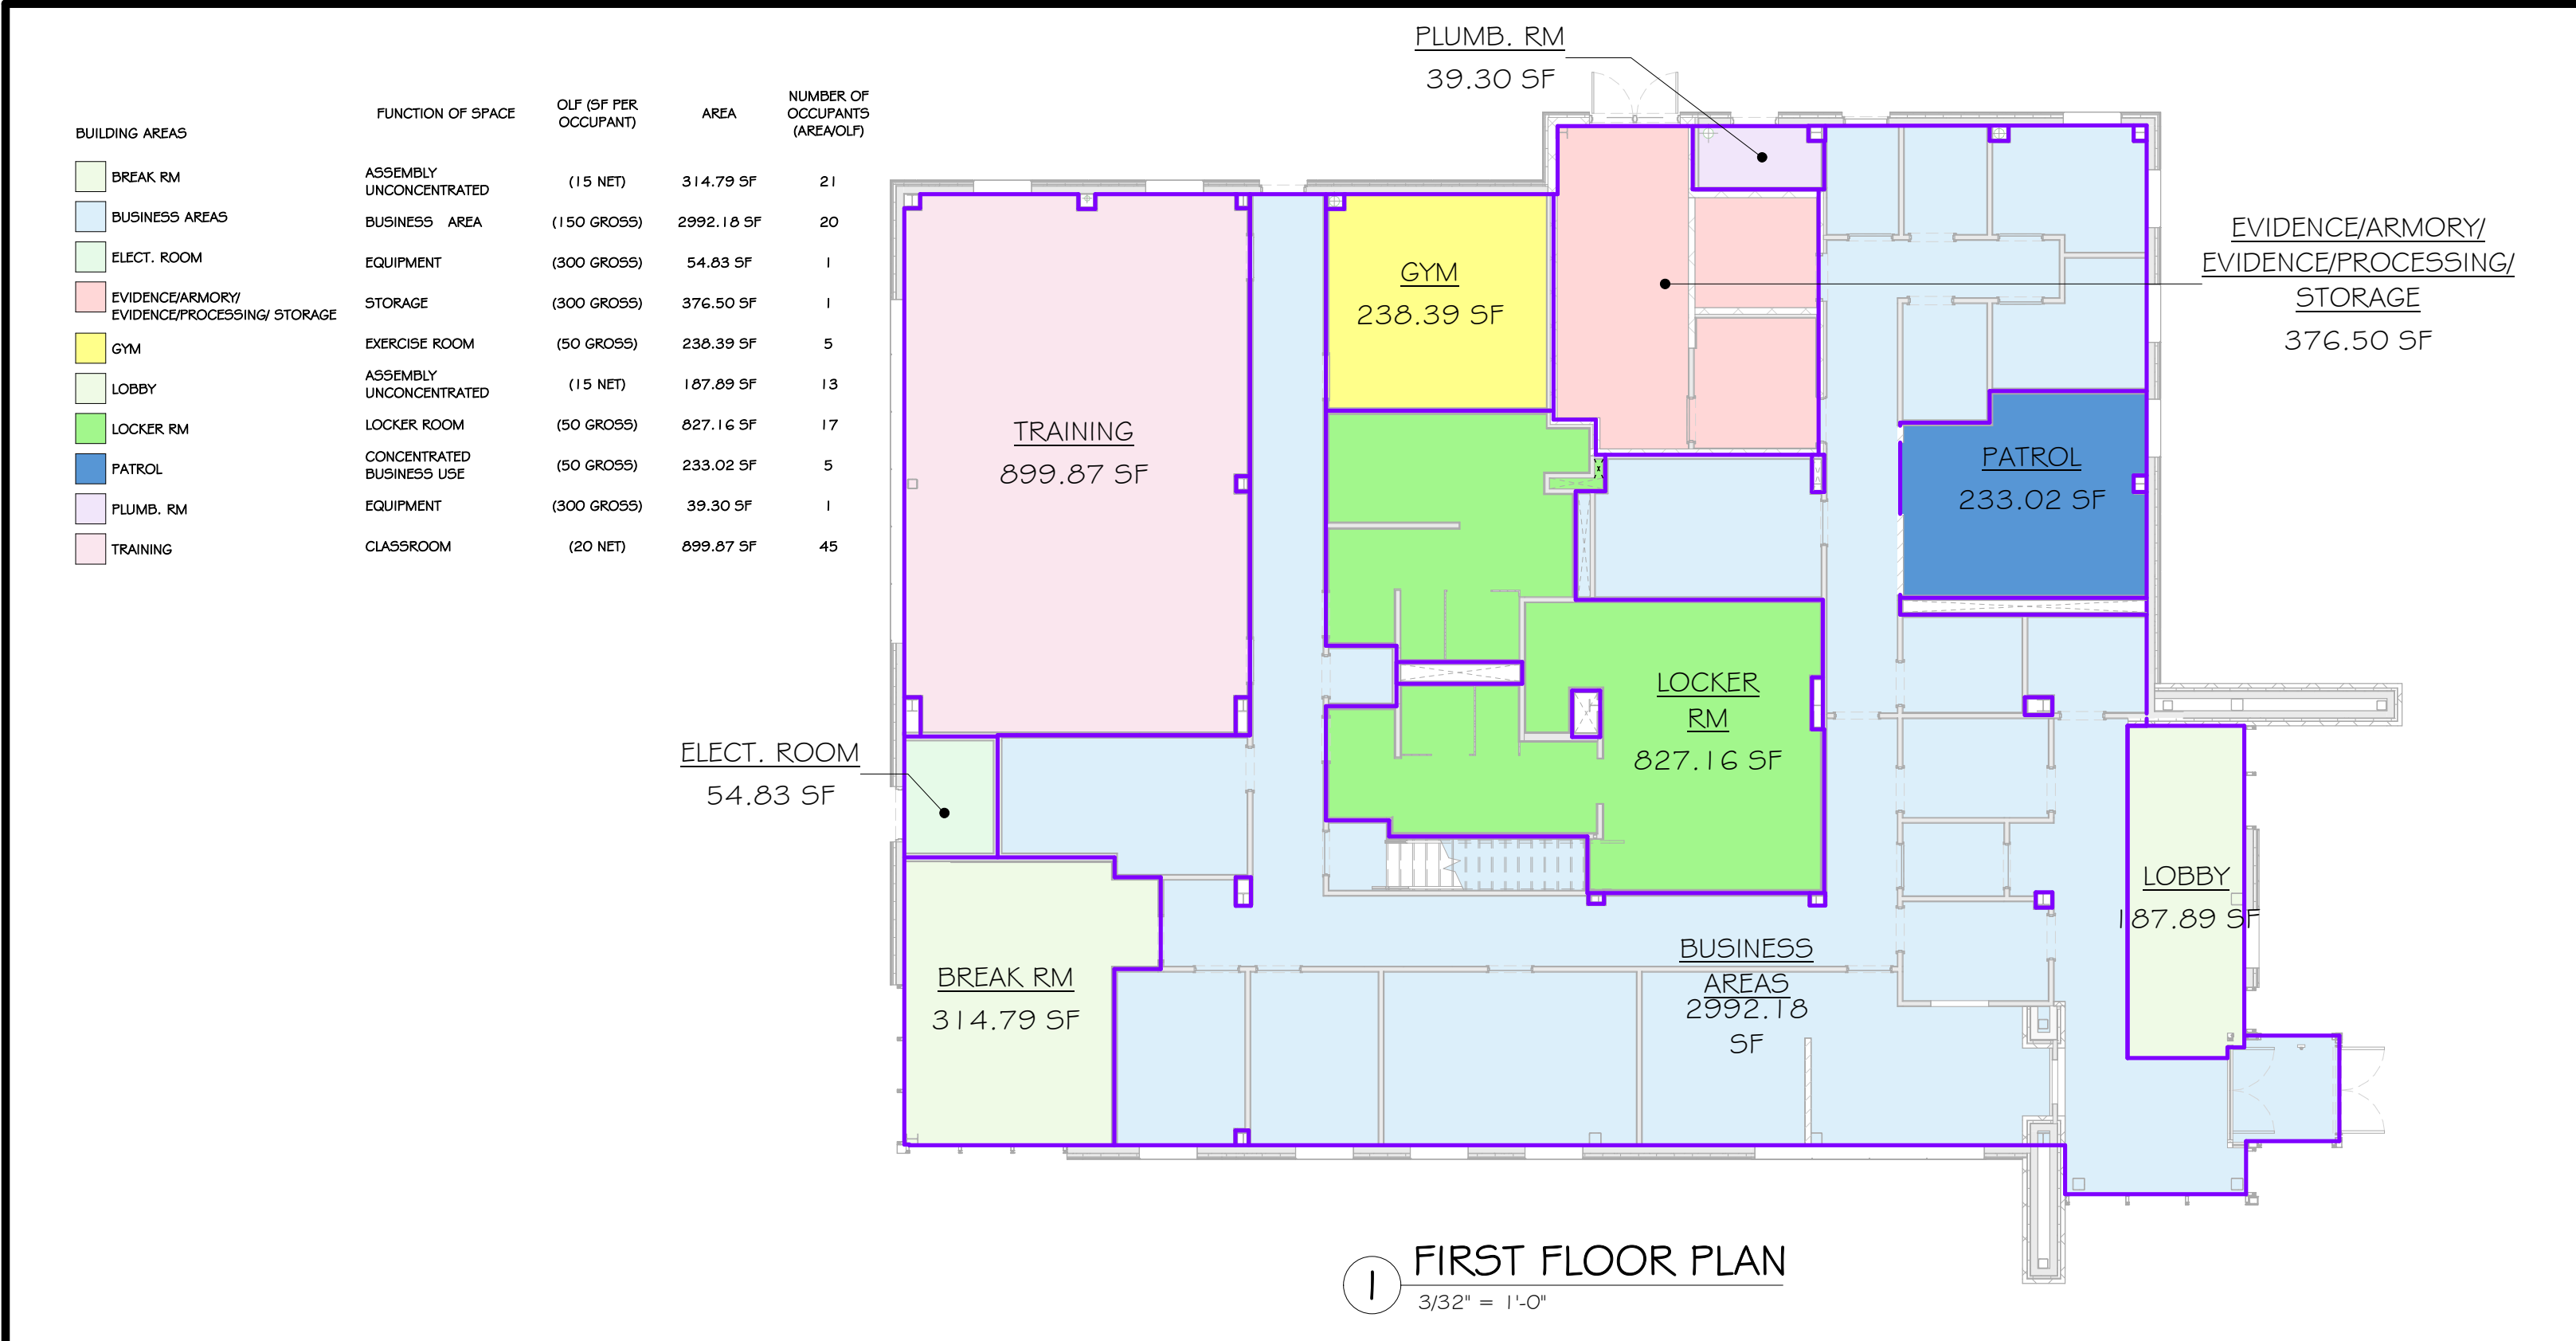 PLUMB. RM
39.30 SF
BUILDING AREAS
FUNCTION OF SPACE
OLF (SF PER
OCCUPANT)
AREA
NUMBER OF
OCCUPANTS
(AREA/OLF)
BREAK RM
ASSEMBLY
UNCONCENTRATED
(15 NET)
314.79 SF
21
BUSINESS AREAS
BUSINESS AREA
(150 GROSS)
2992.18 SF
20
ELECT. ROOM
EQUIPMENT
(300 GROSS)
54.83 SF
1
EVIDENCE/ARMORY/
EVIDENCE/PROCESSING/ STORAGE
STORAGE
(300 GROSS)
376.50 SF
1
GYM
EXERCISE ROOM
(50 GROSS)
238.39 SF
5
LOBBY
ASSEMBLY
UNCONCENTRATED
(15 NET)
187.89 SF
13
LOCKER RM
LOCKER ROOM
(50 GROSS)
827.16 SF
17
PATROL
CONCENTRATED
BUSINESS USE
(50 GROSS)
233.02 SF
5
PLUMB. RM
EQUIPMENT
(300 GROSS)
39.30 SF
1
TRAINING
CLASSROOM
(20 NET)
899.87 SF
45
EVIDENCE/ARMORY/
EVIDENCE/PROCESSING/
STORAGE
376.50 SF
GYM
238.39 SF
TRAINING
899.87 SF
PATROL
233.02 SF
LOCKER
RM
827.16 SF
ELECT. ROOM
54.83 SF
LOBBY
187.89 SF
BUSINESS
AREAS
2992.18
SF
BREAK RM
314.79 SF
1
FIRST FLOOR PLAN
3/32" = 1'-0"